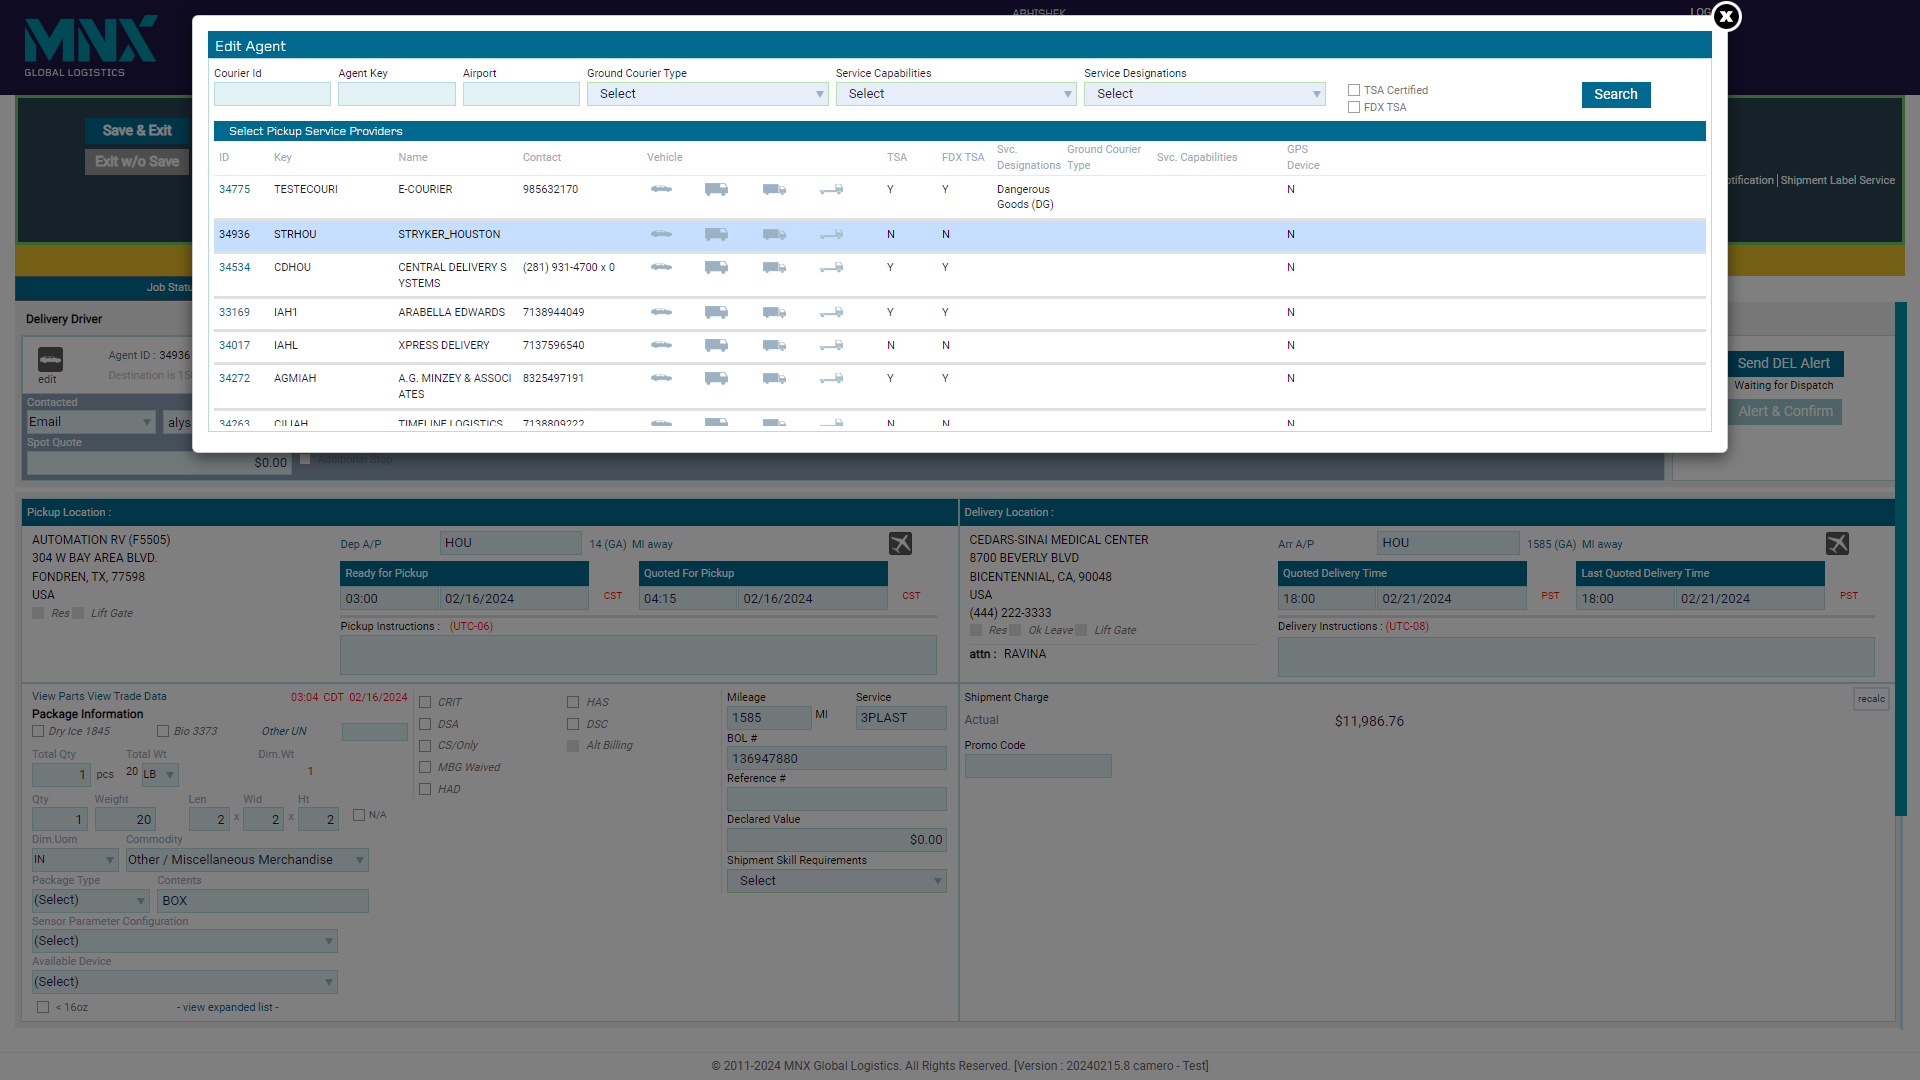 MNX
GLOBAL LOGISTICS
ABHISHEK
LOG
X
Edit Agent
Courier Id
Agent Key
Airport
Ground Courier Type
Service Capabilities
Service Designations
Select
Select
Select
TSA Certified
FDX TSA
Search
Select Pickup Service Providers
ID Key Name Contact Vehicle TSA FDX TSA Svc. Designations Ground Courier Type Svc. Capabilities GPS Device
34775 TESTECOURI E-COURIER 985632170 Y Y Dangerous Goods (DG) N
34936 STRHOU STRYKER_HOUSTON N N N
34534 CDHOU CENTRAL DELIVERY S YSTEMS (281) 931-4700 x 0 Y Y N
33169 IAH1 ARABELLA EDWARDS 7138944049 Y Y N
34017 IAHL XPRESS DELIVERY 7137596540 N N N
34272 AGMIAH A.G. MINZEY & ASSOCI ATES 8325497191 Y Y N
34263 CILIAH TIMELINE LOGISTICS 7138809222 N N N
Save & Exit
Exit w/o Save
otification | Shipment Label Service
Job Statu
Delivery Driver
edit
Agent ID : 34936
Destination is 15
Contacted
Email
alys
Spot Quote
$0.00
Additional Stop
Send DEL Alert
Waiting for Dispatch
Alert & Confirm
Pickup Location :
AUTOMATION RV (F5505)
304 W BAY AREA BLVD.
FONDREN, TX, 77598
USA
Res Lift Gate
Dep A/P HOU 14 (GA) MI away
Ready for Pickup
03:00 02/16/2024 CST
Quoted For Pickup
04:15 02/16/2024 CST
Pickup Instructions : (UTC-06)
Delivery Location :
CEDARS-SINAI MEDICAL CENTER
8700 BEVERLY BLVD
BICENTENNIAL, CA, 90048
USA
(444) 222-3333
Res Ok Leave Lift Gate
attn : RAVINA
Arr A/P HOU 1585 (GA) MI away
Quoted Delivery Time
18:00 02/21/2024 PST
Last Quoted Delivery Time
18:00 02/21/2024 PST
Delivery Instructions : (UTC-08)
View Parts View Trade Data 03:04 CDT 02/16/2024
Package Information
Dry Ice 1845 Bio 3373 Other UN
Total Qty Total Wt Dim.Wt
1 pcs 20 LB 1
Qty Weight Len Wid Ht
1 20 2 x 2 x 2 N/A
Dim.Uom Commodity
IN Other / Miscellaneous Merchandise
Package Type Contents
(Select) BOX
Sensor Parameter Configuration
(Select)
Available Device
(Select)
< 16oz - view expanded list -
CRIT HAS
DSA DSC
CS/Only Alt Billing
MBG Waived
HAD
Mileage Service
1585 MI 3PLAST
BOL #
136947880
Reference #
Declared Value
$0.00
Shipment Skill Requirements
Select
Shipment Charge
recalc
Actual $11,986.76
Promo Code
© 2011-2024 MNX Global Logistics. All Rights Reserved. [Version : 20240215.8 camero - Test]